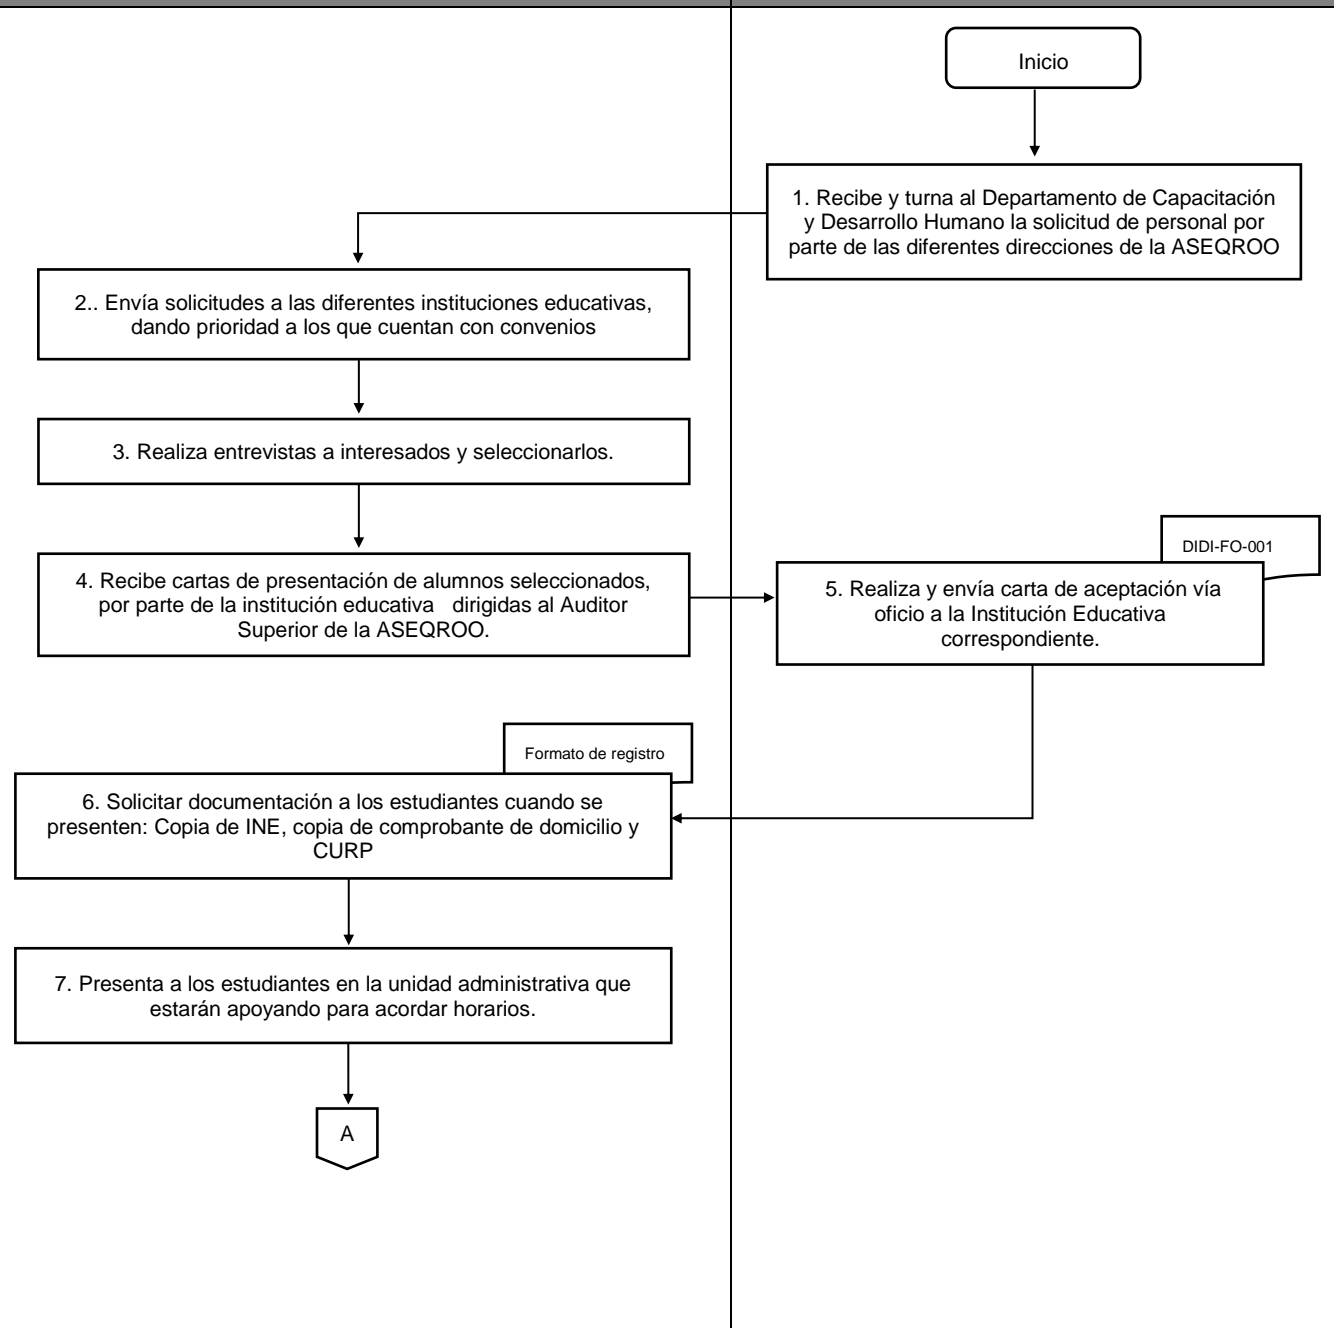 Inicio
1. Recibe y turna al Departamento de Capacitación
y Desarrollo Humano la solicitud de personal por
parte de las diferentes direcciones de la ASEQROO
2.. Envía solicitudes a las diferentes instituciones educativas,
dando prioridad a los que cuentan con convenios
3. Realiza entrevistas a interesados y seleccionarlos.
4. Recibe cartas de presentación de alumnos seleccionados,
por parte de la institución educativa dirigidas al Auditor
Superior de la ASEQROO.
DIDI-FO-001
5. Realiza y envía carta de aceptación vía
oficio a la Institución Educativa
correspondiente.
Formato de registro
6. Solicitar documentación a los estudiantes cuando se
presenten: Copia de INE, copia de comprobante de domicilio y
CURP
7. Presenta a los estudiantes en la unidad administrativa que
estarán apoyando para acordar horarios.
A